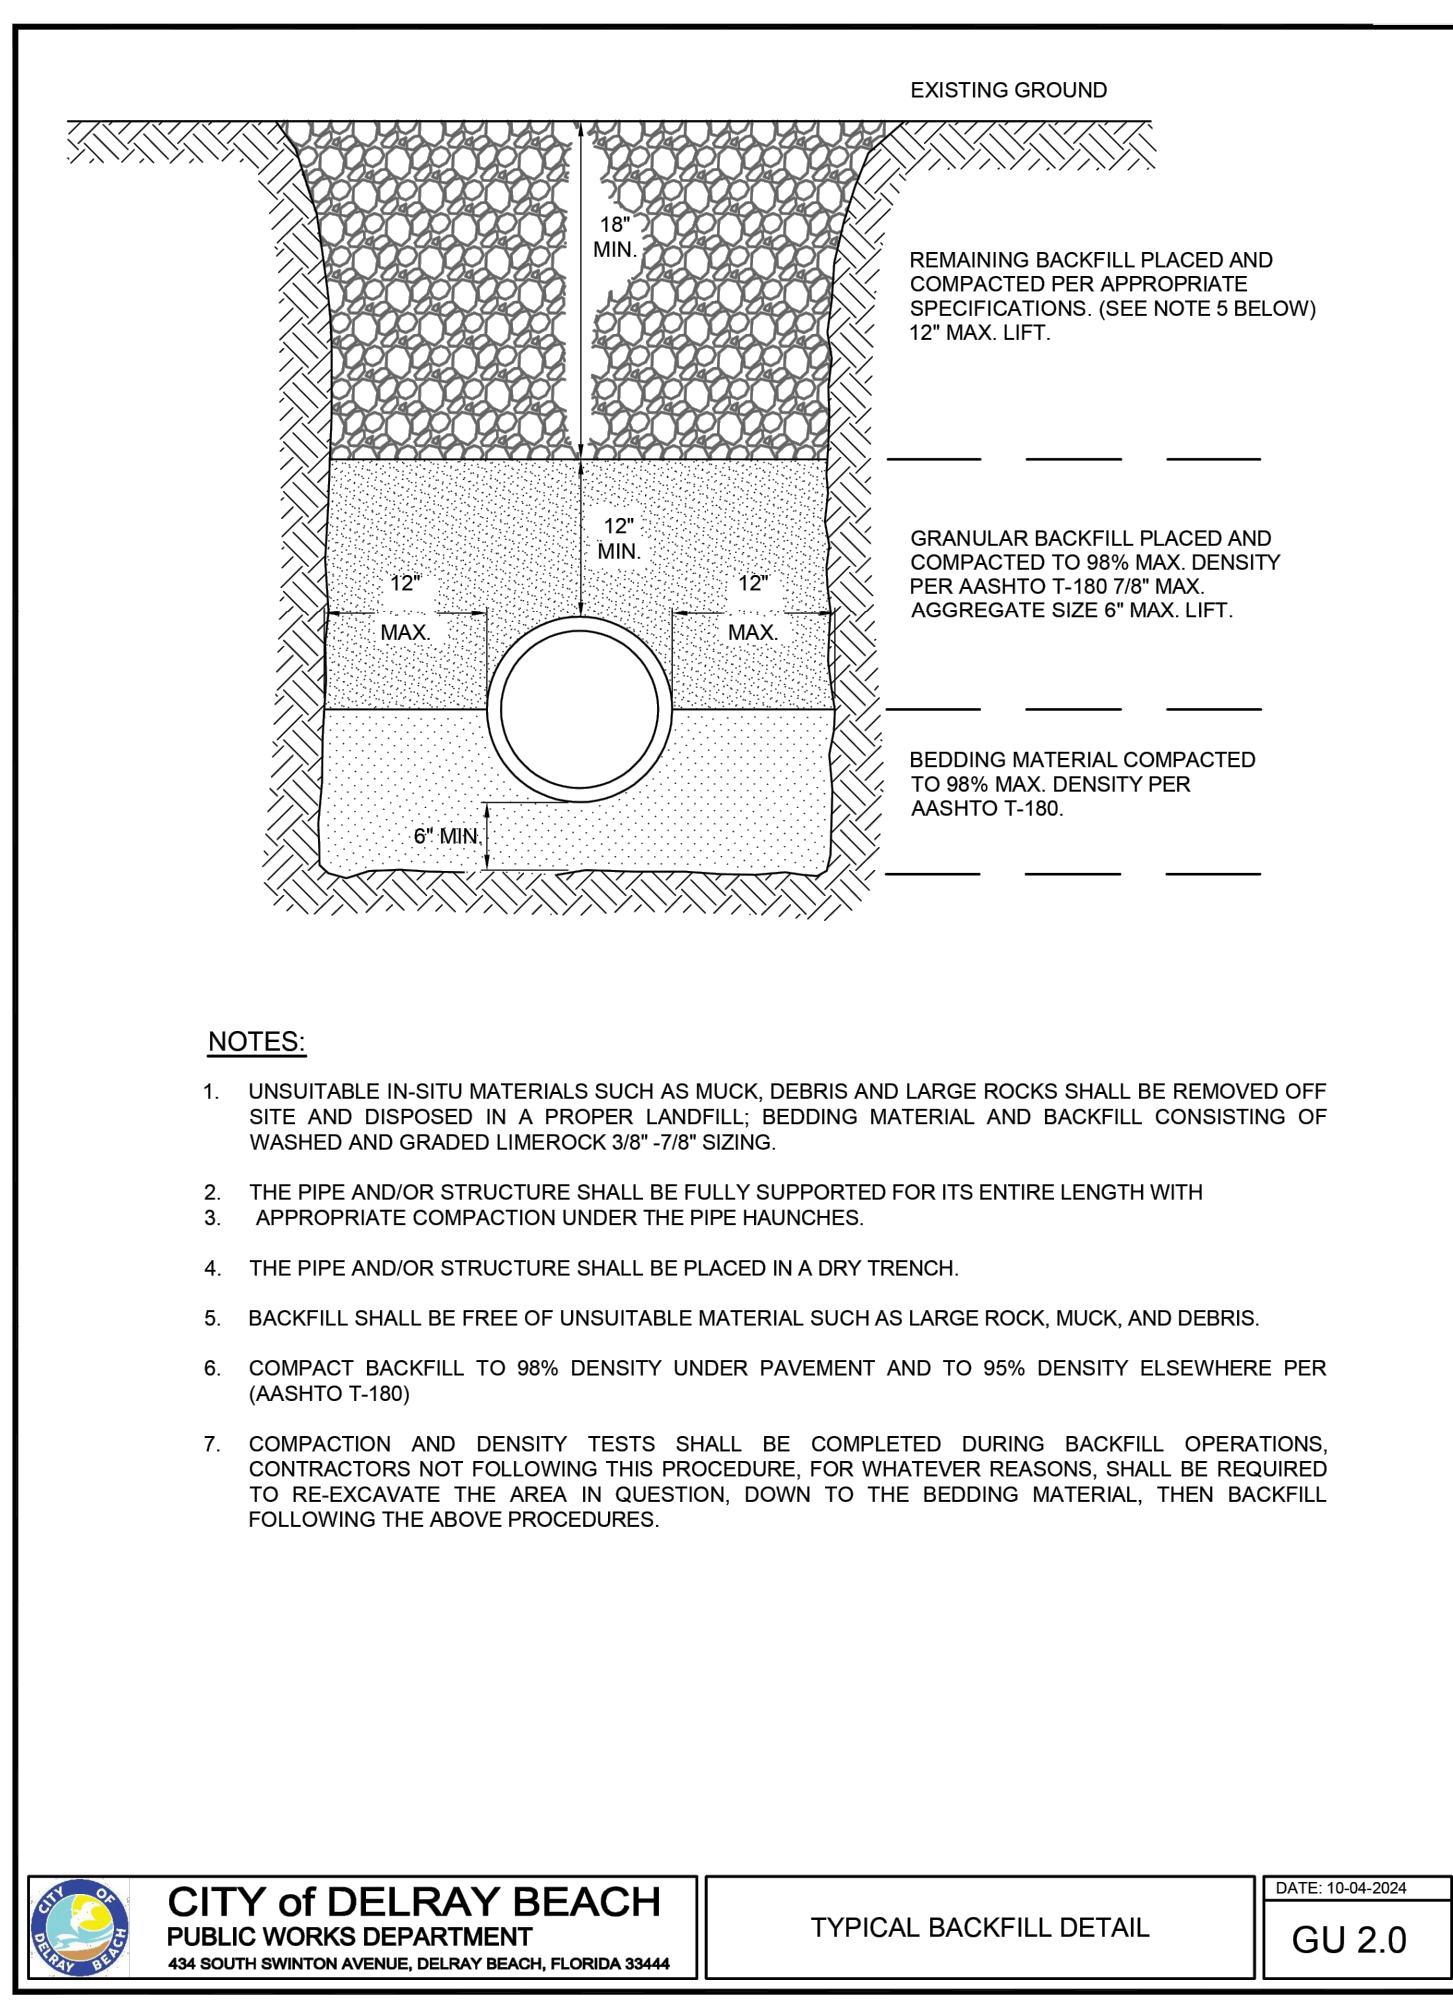 EXISTING GROUND
18"
MIN.
REMAINING BACKFILL PLACED AND
COMPACTED PER APPROPRIATE
SPECIFICATIONS. (SEE NOTE 5 BELOW)
12" MAX. LIFT.
12"
MIN.
12"
MAX.
12"
MAX.
GRANULAR BACKFILL PLACED AND
COMPACTED TO 98% MAX. DENSITY
PER AASHTO T-180 7/8" MAX.
AGGREGATE SIZE 6" MAX. LIFT.
BEDDING MATERIAL COMPACTED
TO 98% MAX. DENSITY PER
AASHTO T-180.
6" MIN.
NOTES:
1. UNSUITABLE IN-SITU MATERIALS SUCH AS MUCK, DEBRIS AND LARGE ROCKS SHALL BE REMOVED OFF
SITE AND DISPOSED IN A PROPER LANDFILL; BEDDING MATERIAL AND BACKFILL CONSISTING OF
WASHED AND GRADED LIMEROCK 3/8" -7/8" SIZING.
2. THE PIPE AND/OR STRUCTURE SHALL BE FULLY SUPPORTED FOR ITS ENTIRE LENGTH WITH
3. APPROPRIATE COMPACTION UNDER THE PIPE HAUNCHES.
4. THE PIPE AND/OR STRUCTURE SHALL BE PLACED IN A DRY TRENCH.
5. BACKFILL SHALL BE FREE OF UNSUITABLE MATERIAL SUCH AS LARGE ROCK, MUCK, AND DEBRIS.
6. COMPACT BACKFILL TO 98% DENSITY UNDER PAVEMENT AND TO 95% DENSITY ELSEWHERE PER
(AASHTO T-180)
7. COMPACTION AND DENSITY TESTS SHALL BE COMPLETED DURING BACKFILL OPERATIONS,
CONTRACTORS NOT FOLLOWING THIS PROCEDURE, FOR WHATEVER REASONS, SHALL BE REQUIRED
TO RE-EXCAVATE THE AREA IN QUESTION, DOWN TO THE BEDDING MATERIAL, THEN BACKFILL
FOLLOWING THE ABOVE PROCEDURES.
CITY OF
DELRAY BEACH
CITY of DELRAY BEACH
PUBLIC WORKS DEPARTMENT
434 SOUTH SWINTON AVENUE, DELRAY BEACH, FLORIDA 33444
TYPICAL BACKFILL DETAIL
DATE: 10-04-2024
GU 2.0